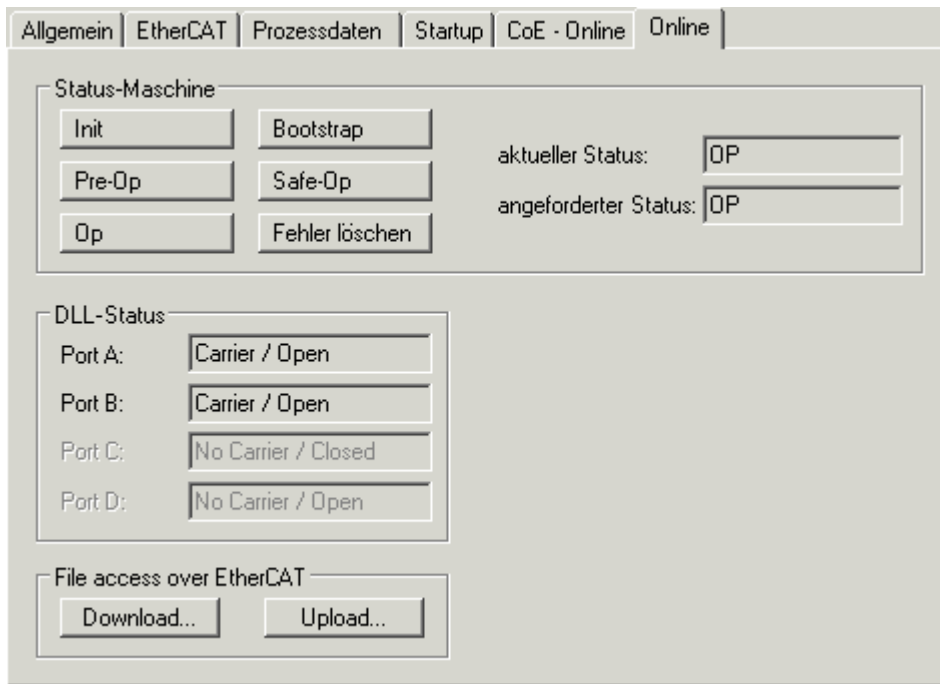 Allgemein EtherCAT Prozessdaten Startup CoE - Online Online
Status-Maschine
Init Bootstrap
aktueller Status: OP
Pre-Op Safe-Op
angeforderter Status: OP
Op Fehler löschen
DLL-Status
Port A: Carrier / Open
Port B: Carrier / Open
Port C: No Carrier / Closed
Port D: No Carrier / Open
File access over EtherCAT
Download... Upload...